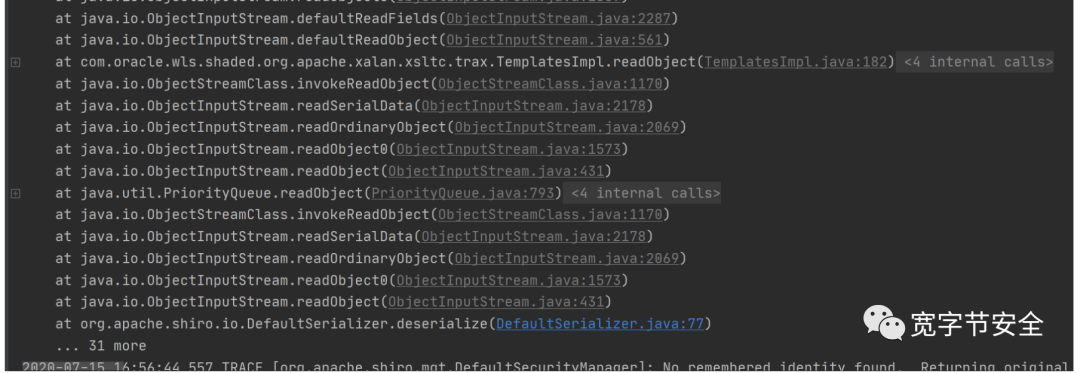 at java.io.ObjectInputStream.defaultReadFields(ObjectInputStream.java:2287)
at java.io.ObjectInputStream.defaultReadObject(ObjectInputStream.java:561)
at com.oracle.wls.shaded.org.apache.xalan.xsltc.trax.TemplatesImpl.readObject(TemplatesImpl.java:182) <4 internal calls>
at java.io.ObjectStreamClass.invokeReadObject(ObjectStreamClass.java:1170)
at java.io.ObjectInputStream.readSerialData(ObjectInputStream.java:2178)
at java.io.ObjectInputStream.readOrdinaryObject(ObjectInputStream.java:2069)
at java.io.ObjectInputStream.readObject0(ObjectInputStream.java:1573)
at java.io.ObjectInputStream.readObject(ObjectInputStream.java:431)
at java.util.PriorityQueue.readObject(PriorityQueue.java:793) <4 internal calls>
at java.io.ObjectStreamClass.invokeReadObject(ObjectStreamClass.java:1170)
at java.io.ObjectInputStream.readSerialData(ObjectInputStream.java:2178)
at java.io.ObjectInputStream.readOrdinaryObject(ObjectInputStream.java:2069)
at java.io.ObjectInputStream.readObject0(ObjectInputStream.java:1573)
at java.io.ObjectInputStream.readObject(ObjectInputStream.java:431)
at org.apache.shiro.io.DefaultSerializer.deserialize(DefaultSerializer.java:77)
宽字节安全
... 31 more
2020-07-15 16:56:44,557 TRACE [org.apache.shiro.mgt.DefaultSecurityManager]: No remembered identity found. Returning original